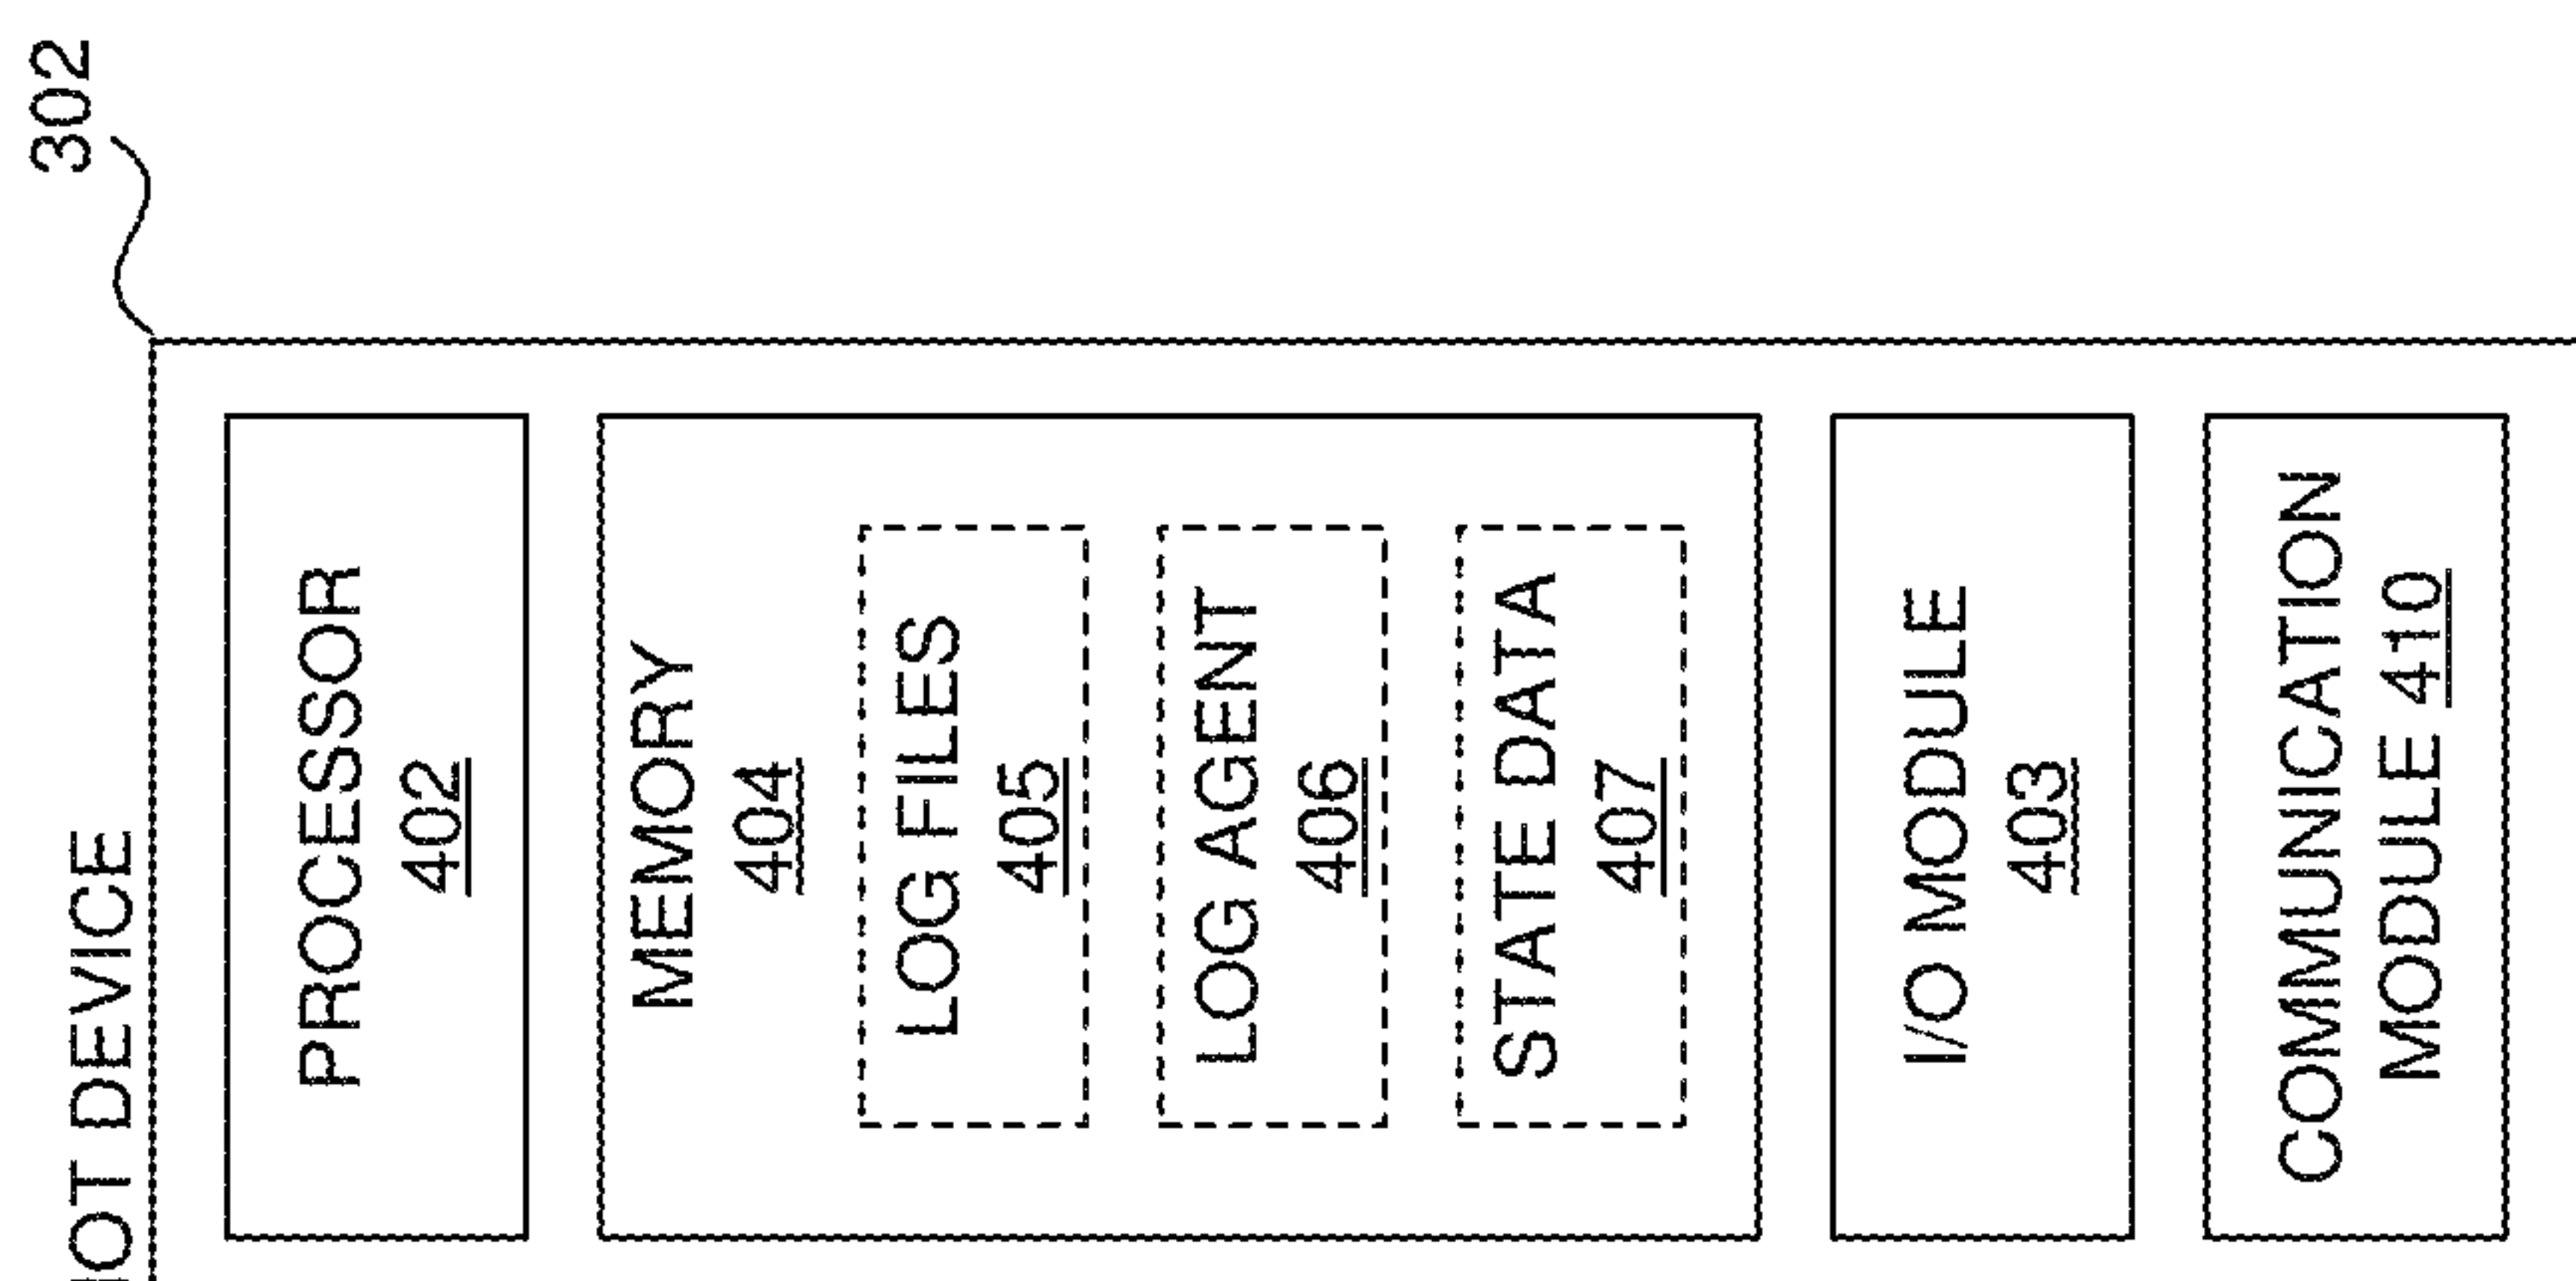 302
IOT DEVICE
PROCESSOR
402
MEMORY
404
LOG FILES
405
LOG AGENT
406
STATE DATA
407
I/O MODULE
403
COMMUNICATION
MODULE 410